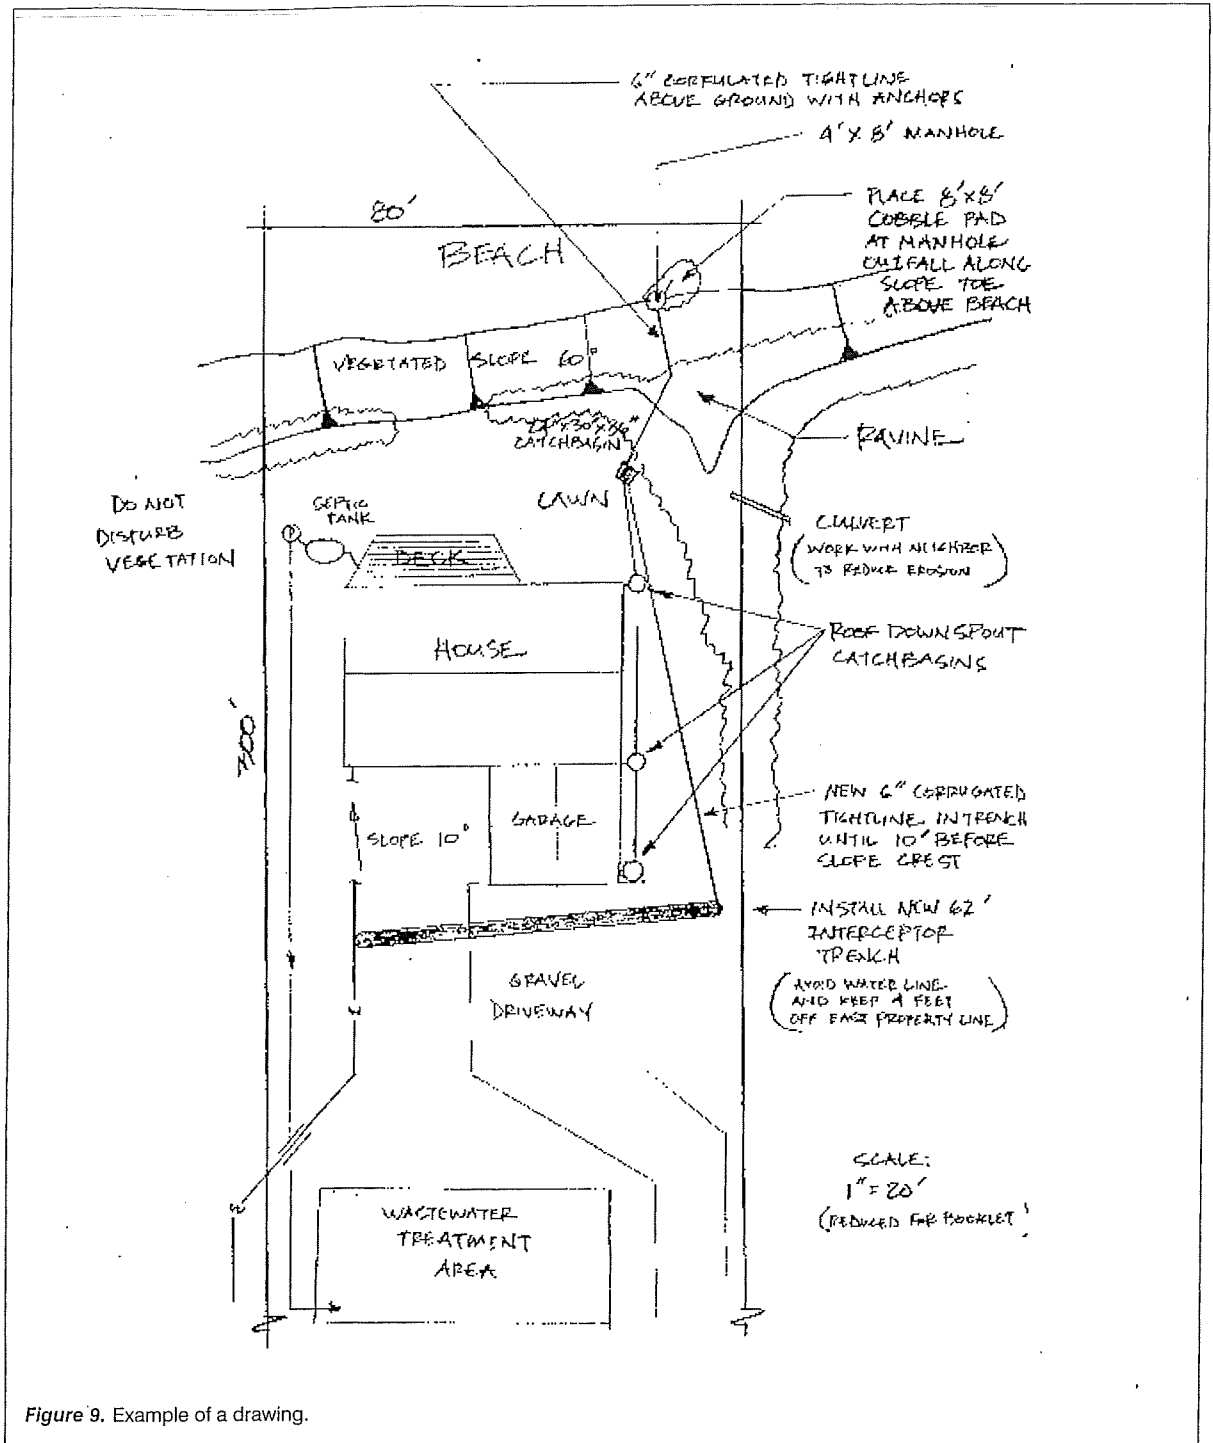 6" CORRUGATED TIGHTLINE
ABOVE GROUND WITH ANCHORS
4' X 8' MANHOLE
PLACE 8'X8'
COBBLE PAD
AT MANHOLE
OUTFALL ALONG
SLOPE TOE
ABOVE BEACH
80'
BEACH
VEGETATED SLOPE 60°
CATCHBASIN
RAVINE
LAWN
DO NOT
DISTURB
VEGETATION
SEPTIC
TANK
DECK
CULVERT
(WORK WITH NEIGHBOR
TO REDUCE EROSION)
HOUSE
ROOF DOWNSPOUT
CATCHBASINS
300'
SLOPE 10°
GARAGE
NEW 6" CORRUGATED
TIGHTLINE IN TRENCH
UNTIL 10' BEFORE
SLOPE CREST
INSTALL NEW 62'
INTERCEPTOR
TRENCH
(AVOID WATER LINE
AND KEEP 4 FEET
OFF EAST PROPERTY LINE)
GRAVEL
DRIVEWAY
SCALE:
1" = 20'
(REDUCED FOR BOOKLET)
WASTEWATER
TREATMENT
AREA
Figure 9. Example of a drawing.